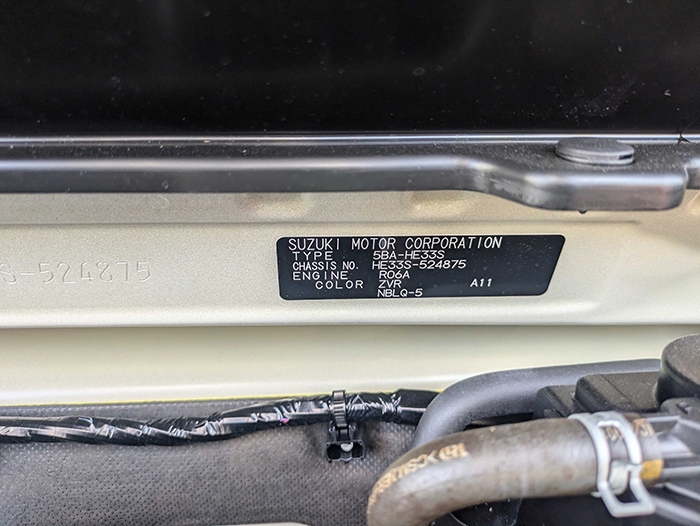 SUZUKI MOTOR CORPORATION
TYPE 5BA-HE33S
CHASSIS NO. HE33S-524875
ENGINE R06A
COLOR ZVR A11
NBLQ-5
S-524875